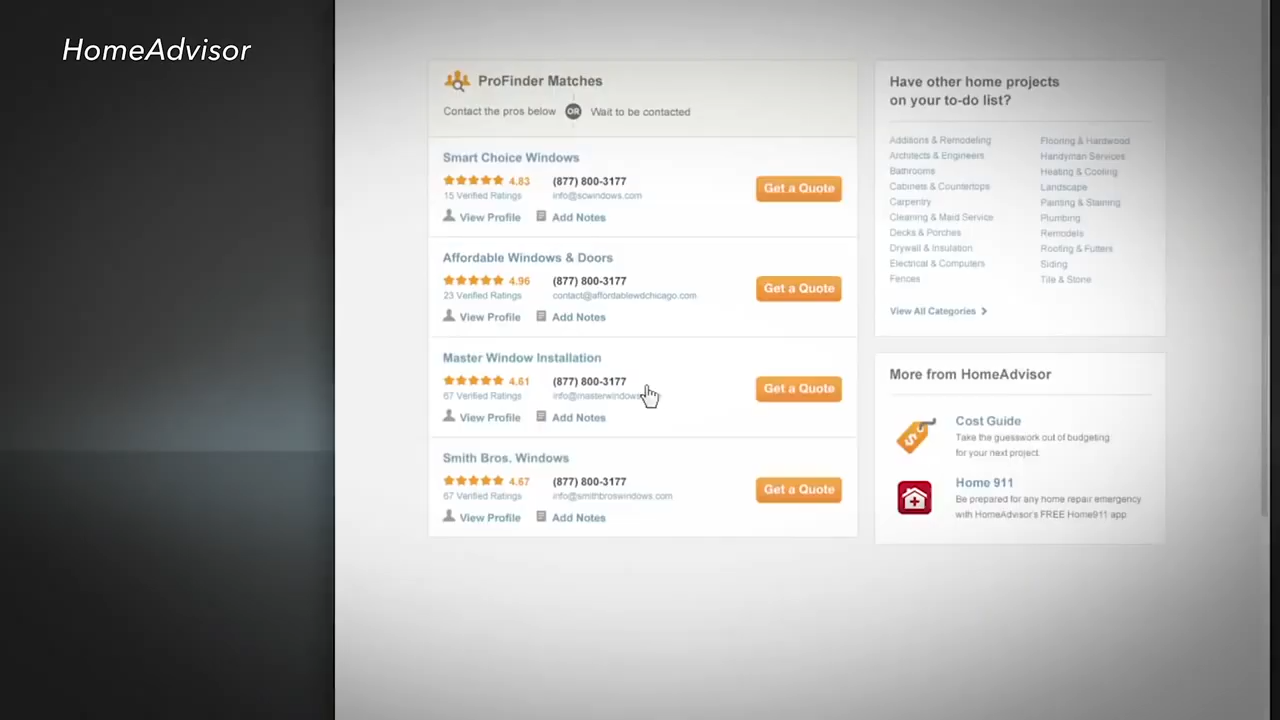 HomeAdvisor
ProFinder Matches
Contact the pros below OR Wait to be contacted
Smart Choice Windows
4.83 (877) 800-3177
15 Verified Ratings info@scwindows.com
View Profile Add Notes
Get a Quote
Affordable Windows & Doors
4.96 (877) 800-3177
23 Verified Ratings contact@affordablewdchicago.com
View Profile Add Notes
Get a Quote
Master Window Installation
4.61 (877) 800-3177
67 Verified Ratings info@masterwindow
View Profile Add Notes
Get a Quote
Smith Bros. Windows
4.67 (877) 800-3177
67 Verified Ratings info@smithbroswindows.com
View Profile Add Notes
Get a Quote
Have other home projects
on your to-do list?
Additions & Remodeling
Architects & Engineers
Bathrooms
Cabinets & Countertops
Carpentry
Cleaning & Maid Service
Decks & Porches
Drywall & Insulation
Electrical & Computers
Fences
Flooring & Hardwood
Handyman Services
Heating & Cooling
Landscape
Painting & Staining
Plumbing
Remodels
Roofing & Futters
Siding
Tile & Stone
View All Categories
More from HomeAdvisor
Cost Guide
Take the guesswork out of budgeting
for your next project.
Home 911
Be prepared for any home repair emergency
with HomeAdvisor's FREE Home911 app